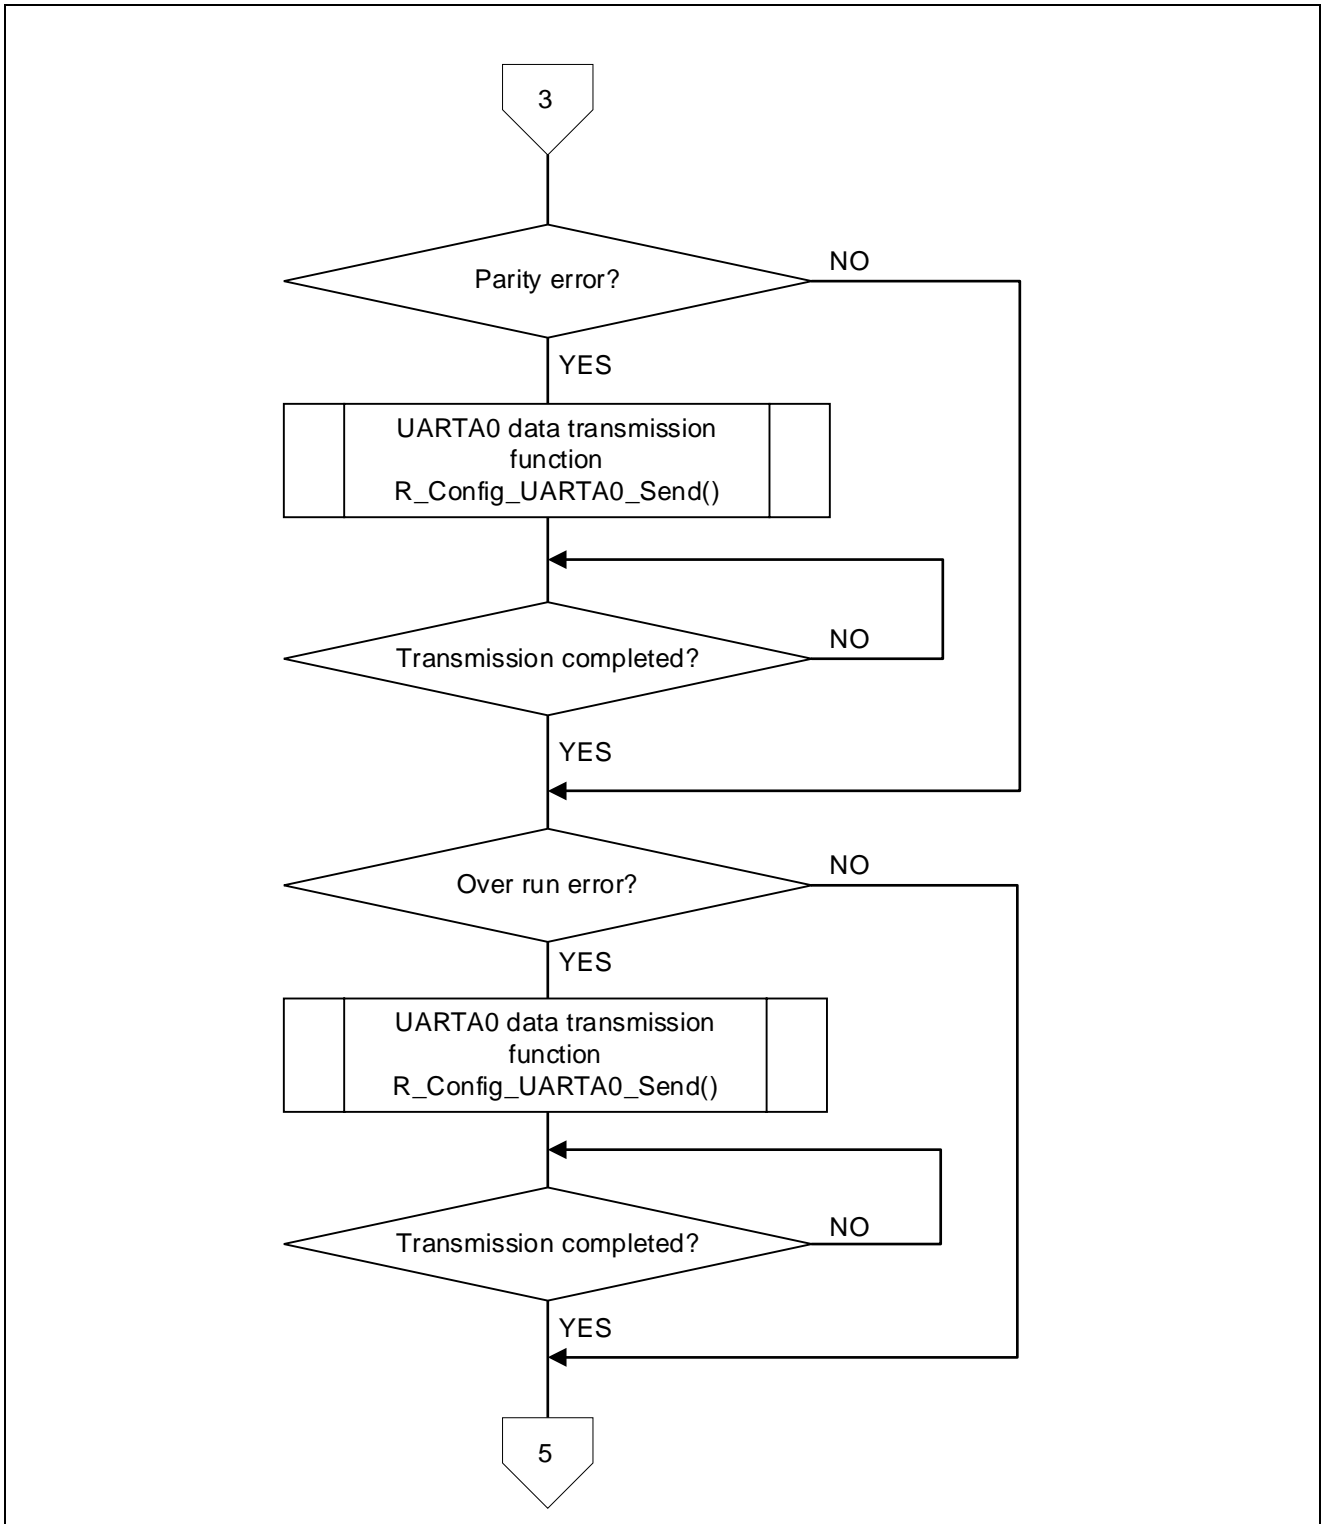 3
Parity error?
NO
YES
UARTA0 data transmission
function
R_Config_UARTA0_Send()
Transmission completed?
NO
YES
Over run error?
NO
YES
UARTA0 data transmission
function
R_Config_UARTA0_Send()
Transmission completed?
NO
YES
5